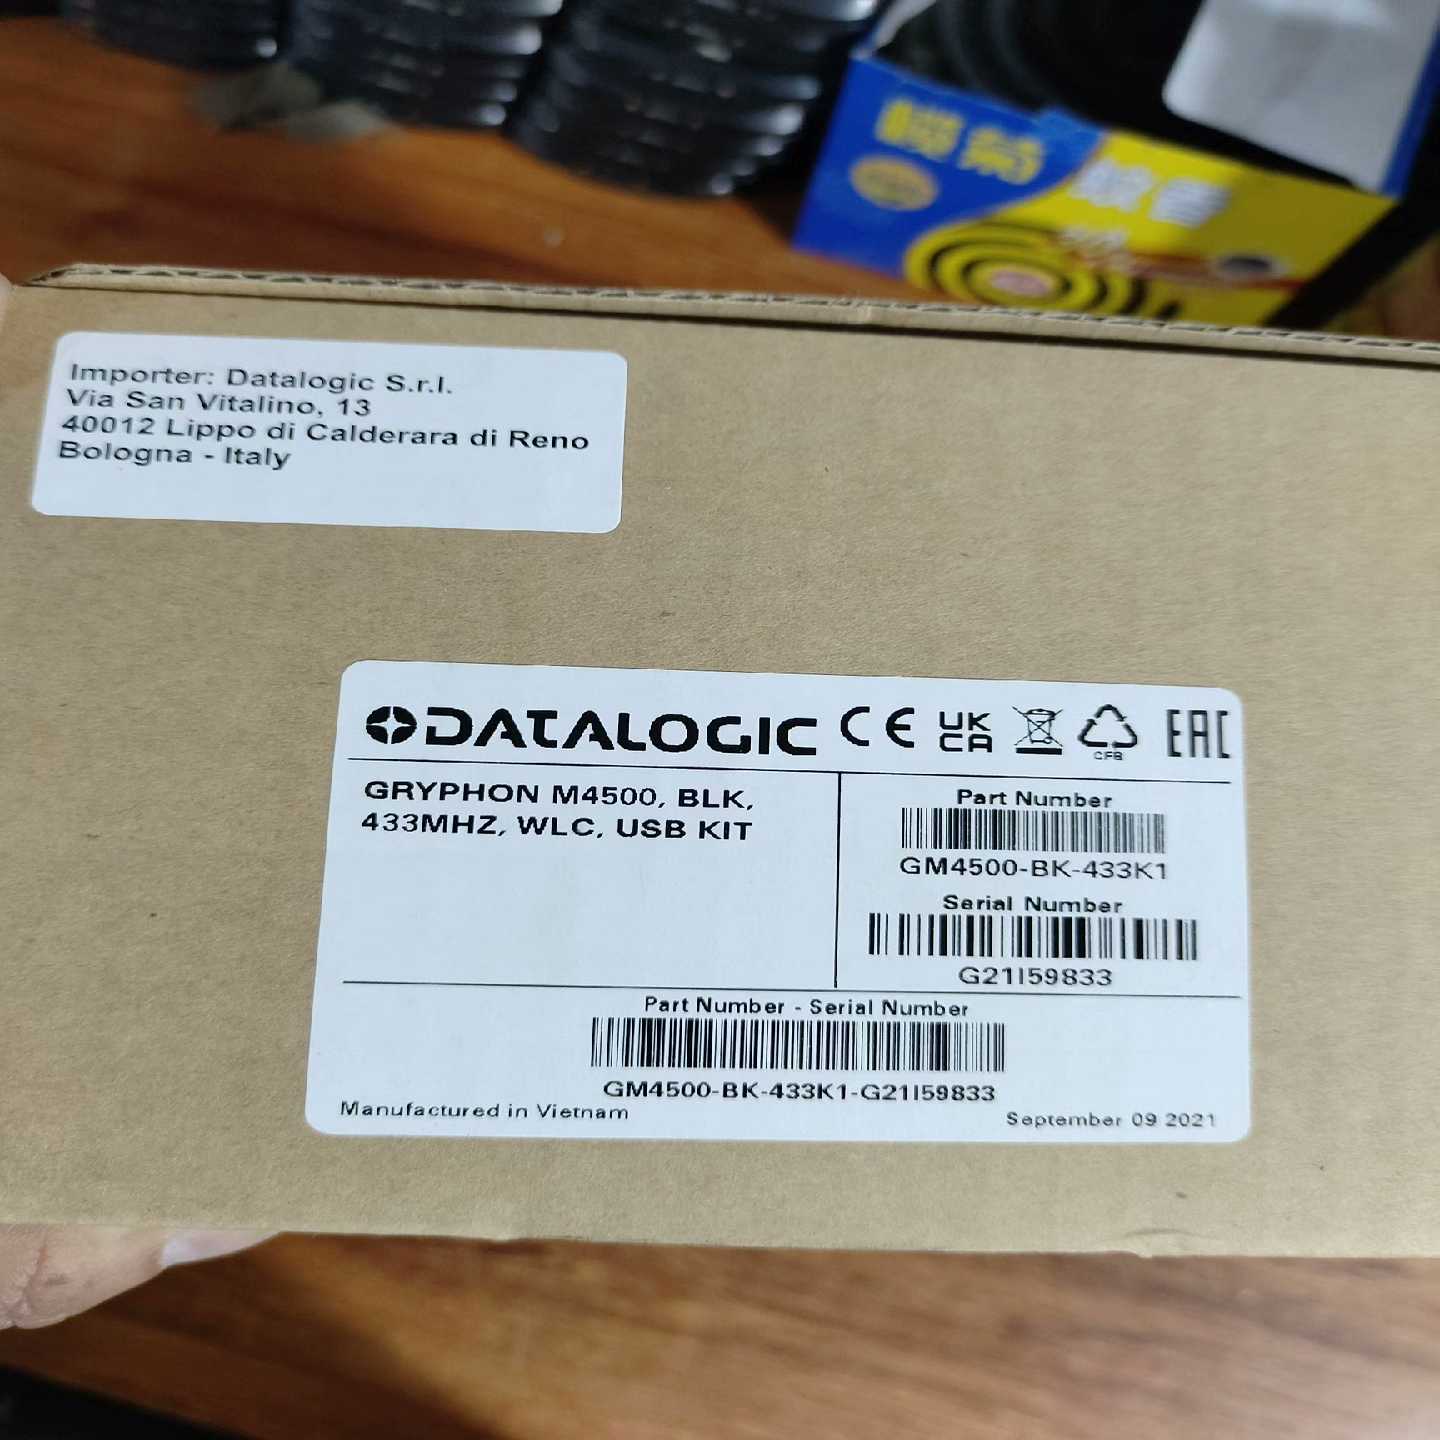 Importer: Datalogic S.r.l.
Via San Vitalino, 13
40012 Lippo di Calderara di Reno
Bologna - Italy
DATALOGIC CE UK CA CFB EAC
GRYPHON M4500, BLK,
433MHZ, WLC, USB KIT
Part Number
GM4500-BK-433K1
Serial Number
G21I59833
Part Number - Serial Number
GM4500-BK-433K1-G21I59833
Manufactured in Vietnam
September 09 2021